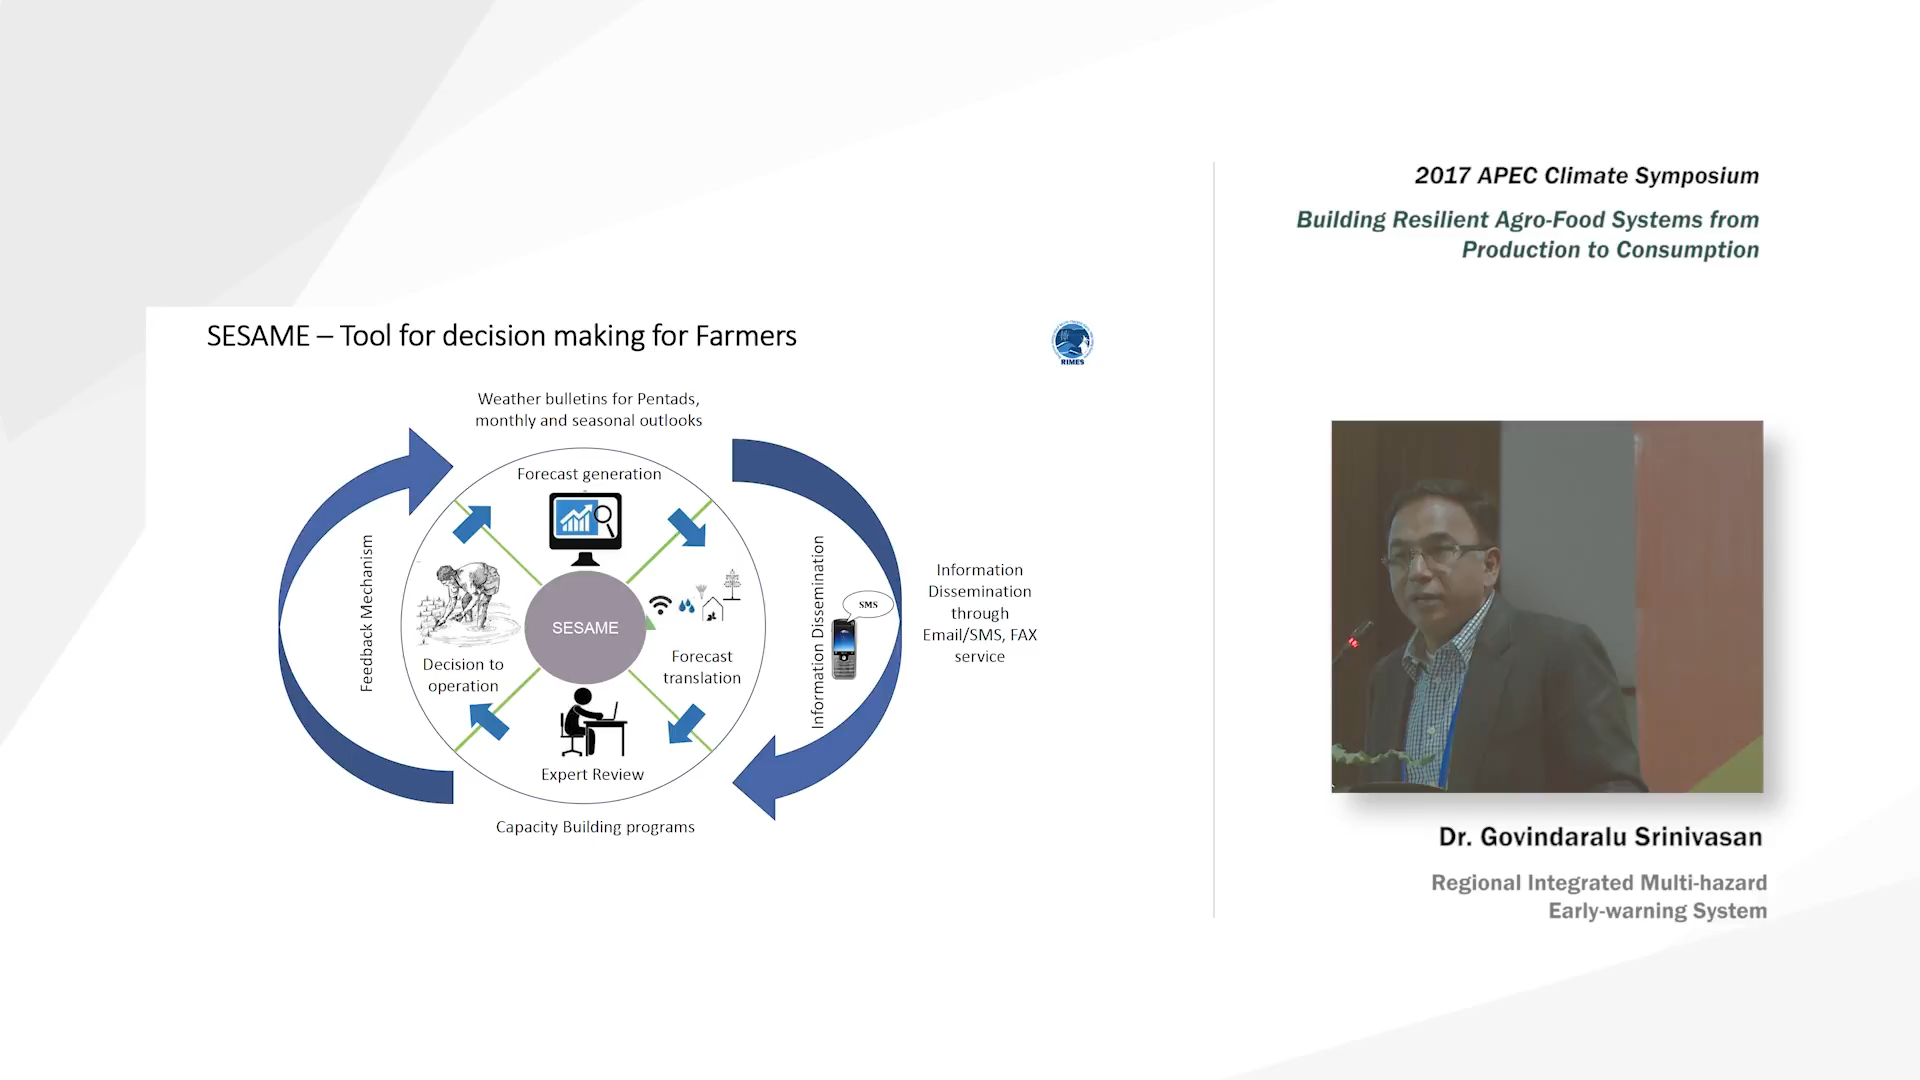 2017 APEC Climate Symposium
Building Resilient Agro-Food Systems from
Production to Consumption
SESAME – Tool for decision making for Farmers
RIMES
Weather bulletins for Pentads,
monthly and seasonal outlooks
Forecast generation
Feedback Mechanism
Information Dissemination
SMS
Information
Dissemination
through
Email/SMS, FAX
service
SESAME
Decision to
operation
Forecast
translation
Expert Review
Capacity Building programs
Dr. Govindaralu Srinivasan
Regional Integrated Multi-hazard
Early-warning System